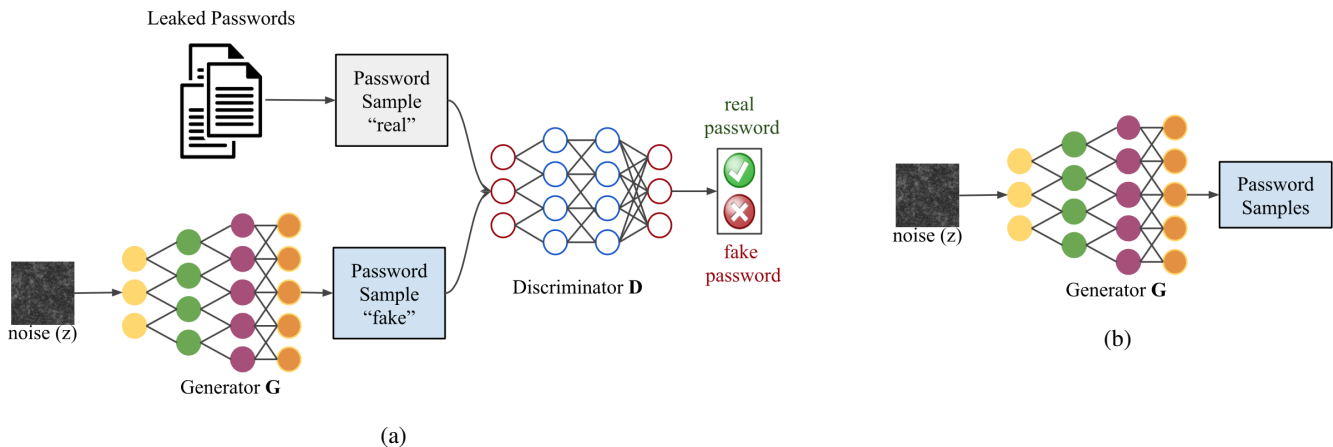 Leaked Passwords
Password
Sample
“real”
real
password
fake
password
Discriminator D
noise (z)
Password
Sample
“fake”
Generator G
(a)
noise (z)
Password
Samples
Generator G
(b)